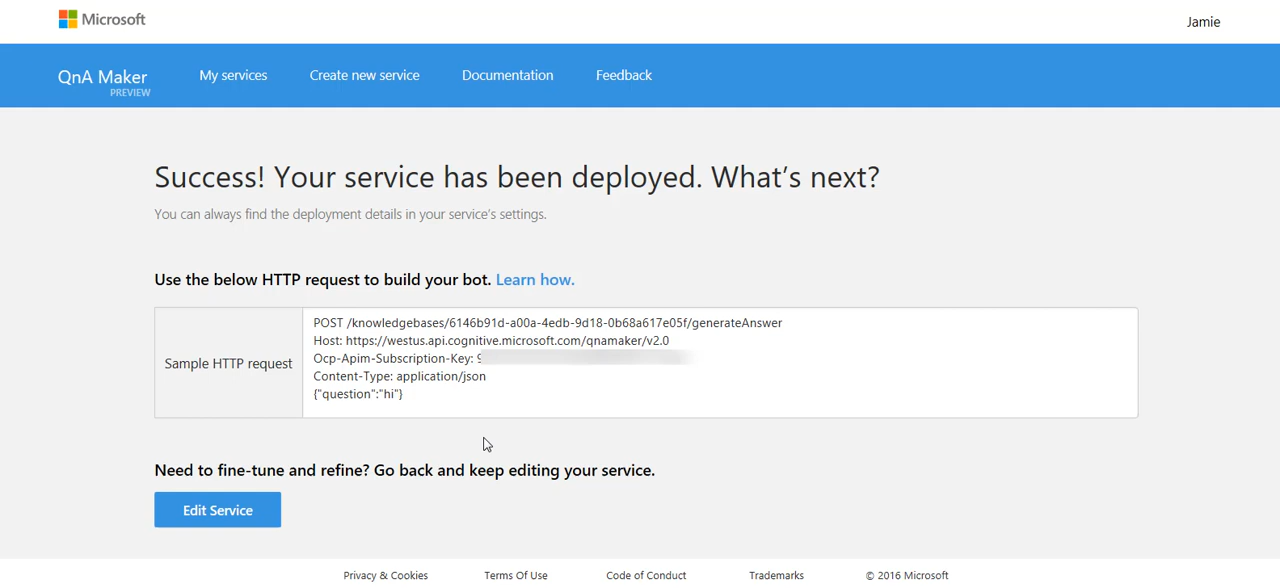 Microsoft
Jamie
QnA Maker
PREVIEW
My services
Create new service
Documentation
Feedback
Success! Your service has been deployed. What's next?
You can always find the deployment details in your service's settings.
Use the below HTTP request to build your bot. Learn how.
Sample HTTP request
POST /knowledgebases/6146b91d-a00a-4edb-9d18-0b68a617e05f/generateAnswer
Host: https://westus.api.cognitive.microsoft.com/qnamaker/v2.0
Ocp-Apim-Subscription-Key:
Content-Type: application/json
{"question":"hi"}
Need to fine-tune and refine? Go back and keep editing your service.
Edit Service
Privacy & Cookies
Terms Of Use
Code of Conduct
Trademarks
© 2016 Microsoft